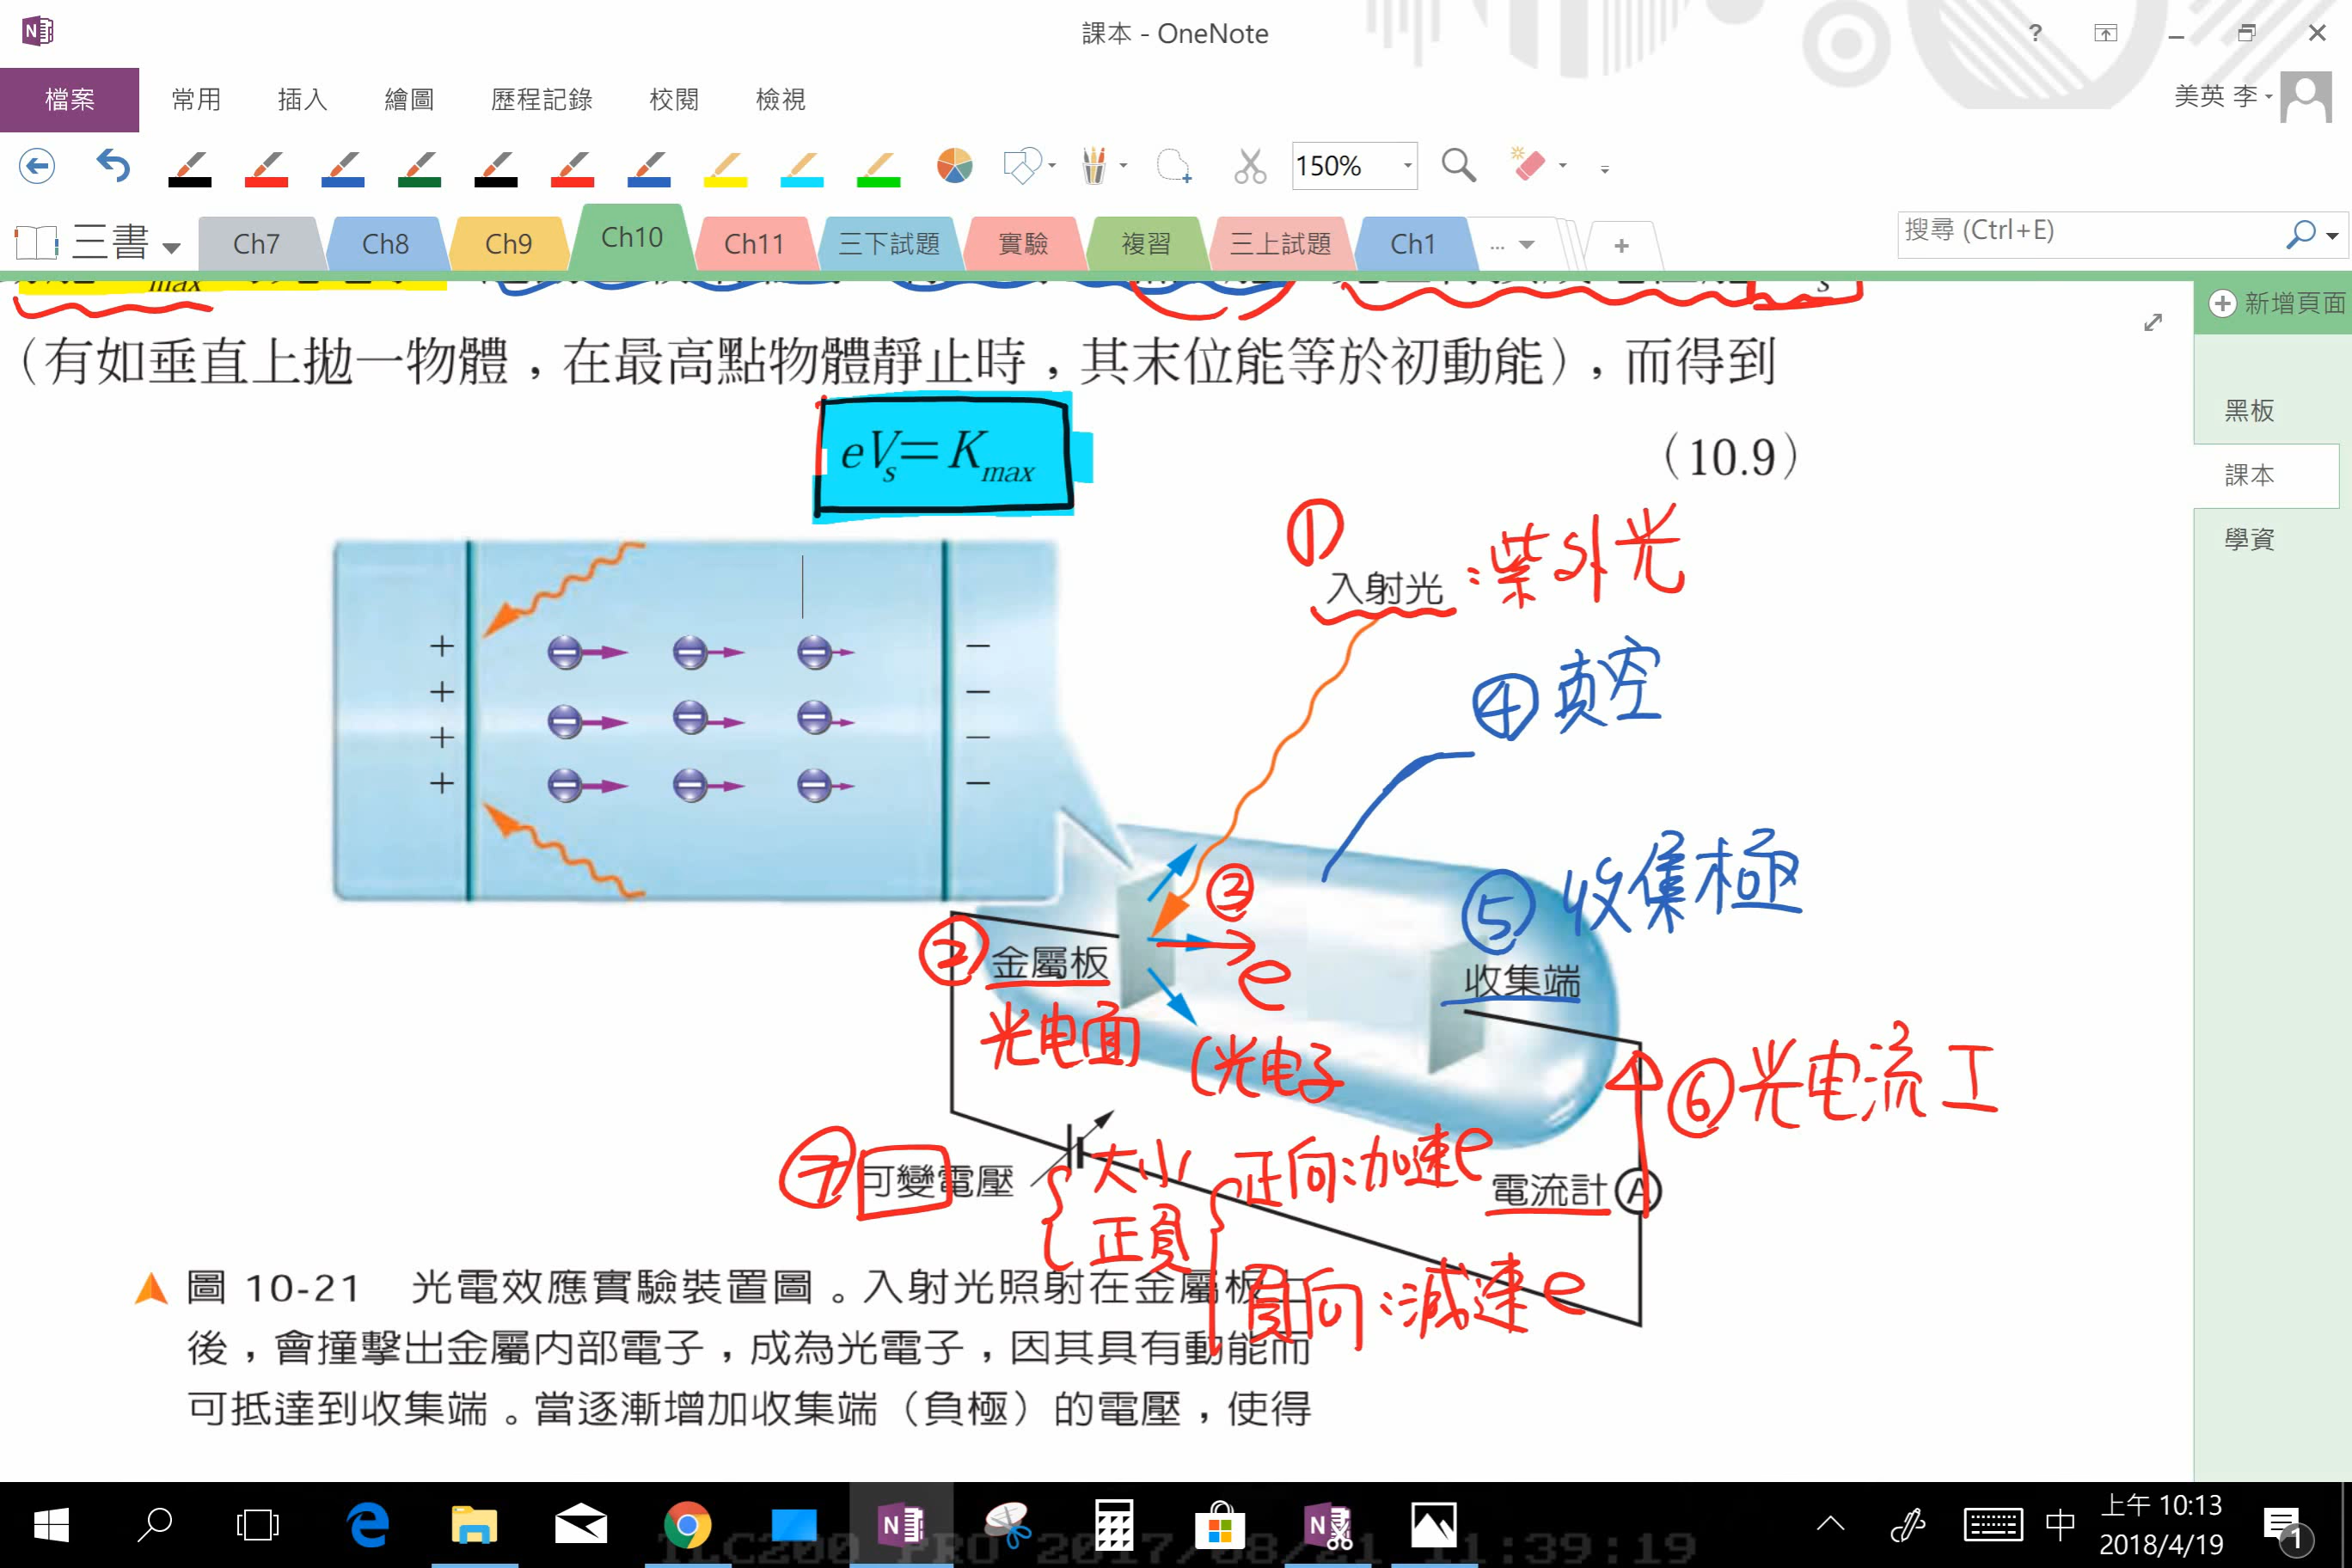 課本 - OneNote
?
檔案 常用 插入 繪圖 歷程記錄 校閱 檢視
美英 李
150%
三書 Ch7 Ch8 Ch9 Ch10 Ch11 三下試題 實驗 複習 三上試題 Ch1 ... +
搜尋 (Ctrl+E)
新增頁面
黑板
課本
學資
max
s
（有如垂直上拋一物體，在最高點物體靜止時，其末位能等於初動能），而得到
eVs=Kmax （10.9）
① 入射光：紫外光
④ 真空
+ −
+ −
+ −
+ −
③
e
(光电子
② 金屬板
光电面
⑤ 收集極
收集端
⑥ 光电流 I
⑦ 可變電壓
大小
正負
正向：加速e
負向：減速e
電流計 A
圖 10-21 光電效應實驗裝置圖。入射光照射在金屬板上
後，會撞擊出金屬內部電子，成為光電子，因其具有動能而
可抵達到收集端。當逐漸增加收集端（負極）的電壓，使得
中
上午 10:13
2018/4/19
1
TLC200 PRO 2017/08/21 11:39:19